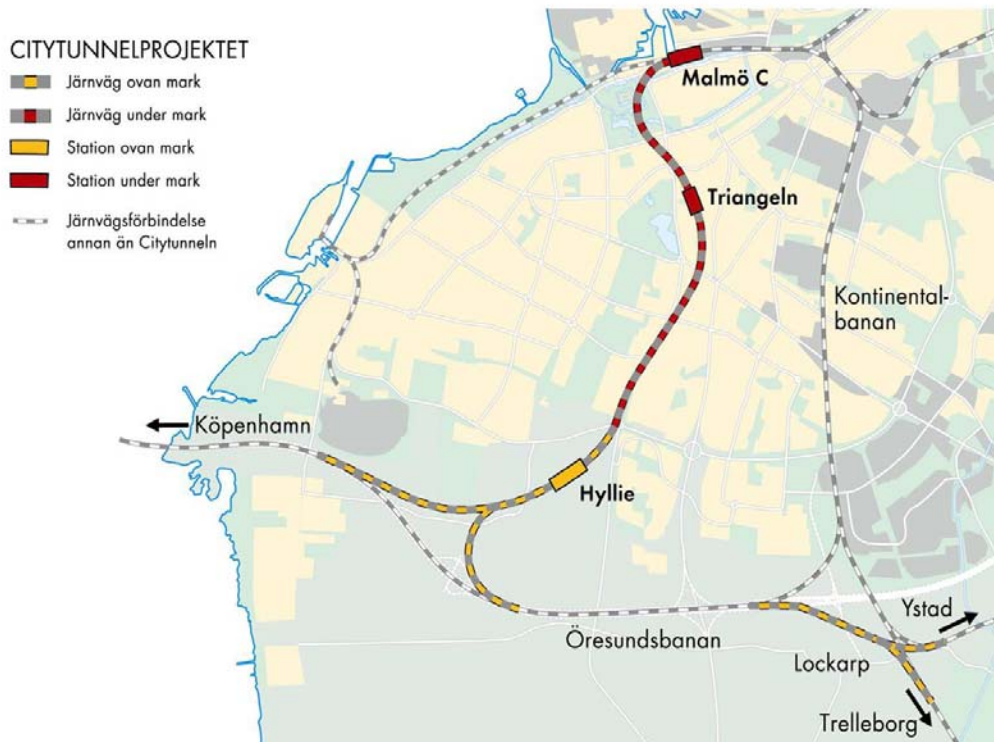 CITYTUNNELPROJEKTET
Järnväg ovan mark
Järnväg under mark
Station ovan mark
Station under mark
Järnvägsförbindelse
annan än Citytunneln
Malmö C
Triangeln
Kontinental-
banan
Köpenhamn
Hyllie
Ystad
Öresundsbanan
Lockarp
Trelleborg